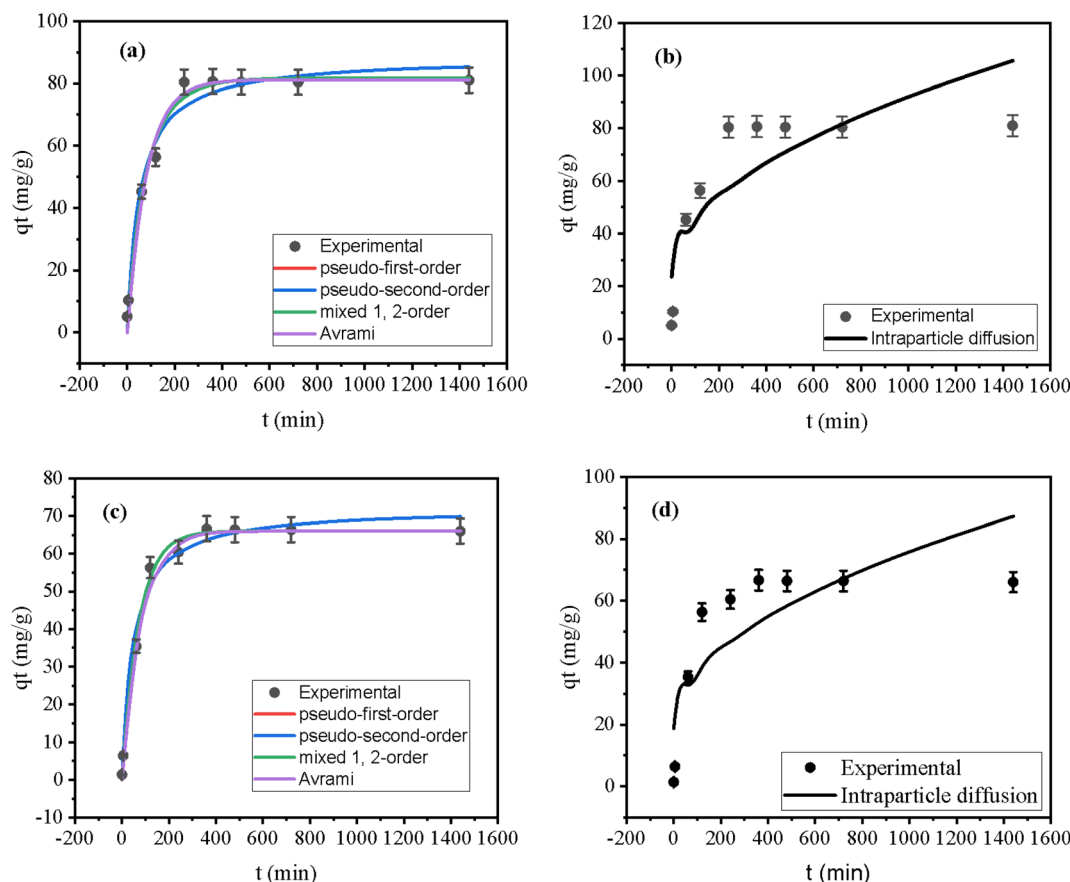 (a)
qt (mg/g)
100
80
60
40
20
0
-20
Experimental
pseudo-first-order
pseudo-second-order
mixed 1, 2-order
Avrami
-200 0 200 400 600 800 1000 1200 1400 1600
t (min)
(b)
qt (mg/g)
120
100
80
60
40
20
0
-20
Experimental
Intraparticle diffusion
-200 0 200 400 600 800 1000 1200 1400 1600
t (min)
(c)
qt (mg/g)
80
70
60
50
40
30
20
10
0
-10
Experimental
pseudo-first-order
pseudo-second-order
mixed 1, 2-order
Avrami
-200 0 200 400 600 800 1000 1200 1400 1600
t (min)
(d)
qt (mg/g)
100
80
60
40
20
0
Experimental
Intraparticle diffusion
-200 0 200 400 600 800 1000 1200 1400 1600
t (min)